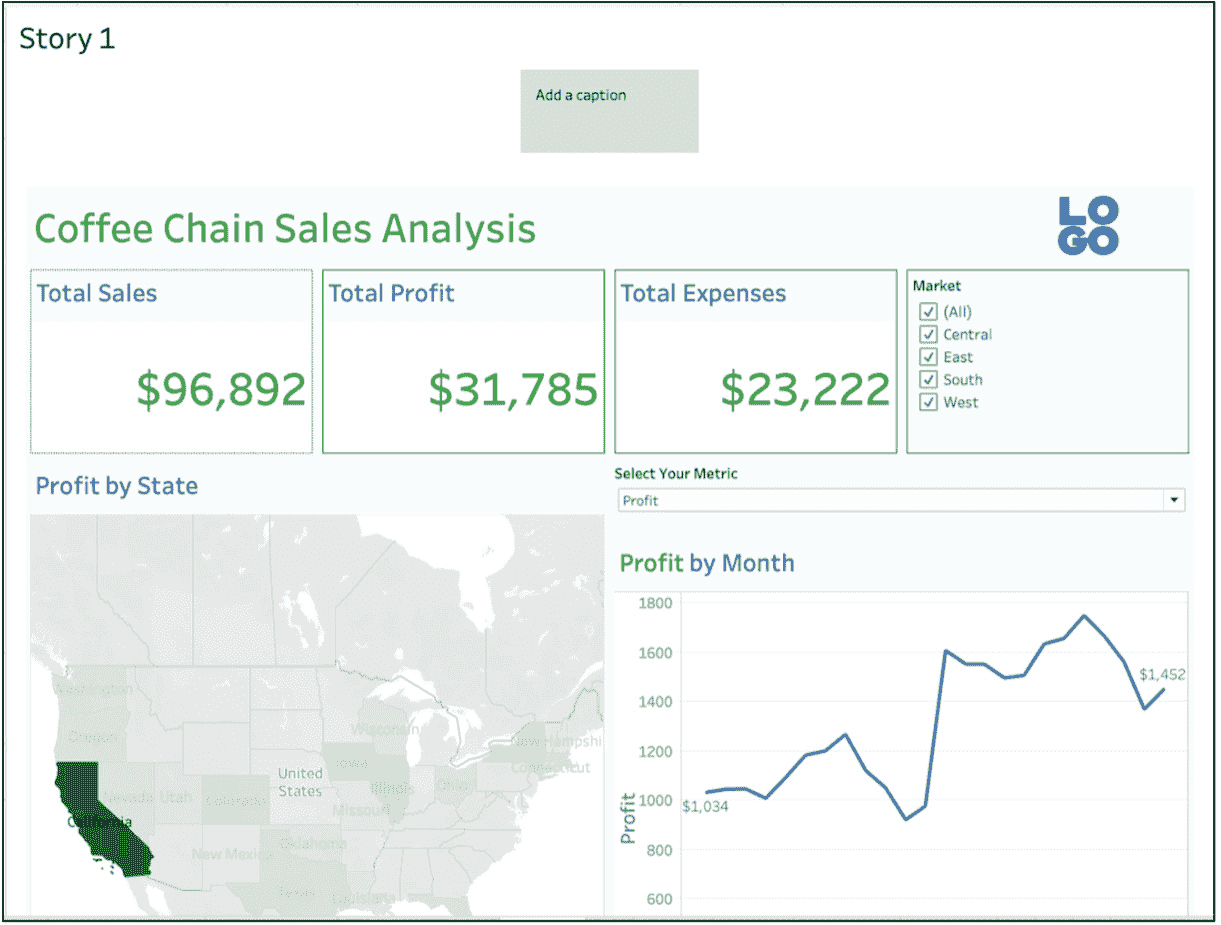 Story 1
Add a caption
Coffee Chain Sales Analysis
LO
GO
Total Sales
$96,892
Total Profit
$31,785
Total Expenses
$23,222
Market
(All)
Central
East
South
West
Profit by State
Washington
Oregon
Nevada
Utah
California
Colorado
New Mexico
United
States
Wisconsin
Iowa
Illinois
Missouri
Ohio
Oklahoma
Texas
Louisiana
New Hampshi
Connecticut
Select Your Metric
Profit
Profit by Month
Profit
1800
1600
1400
1200
1000
800
600
$1,034
$1,452